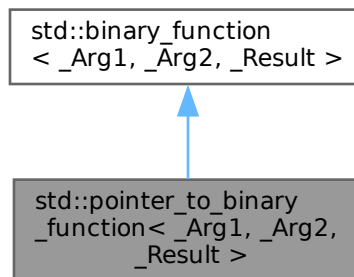 std::binary_function
< _Arg1, _Arg2, _Result >
std::pointer_to_binary
_function< _Arg1, _Arg2,
_Result >